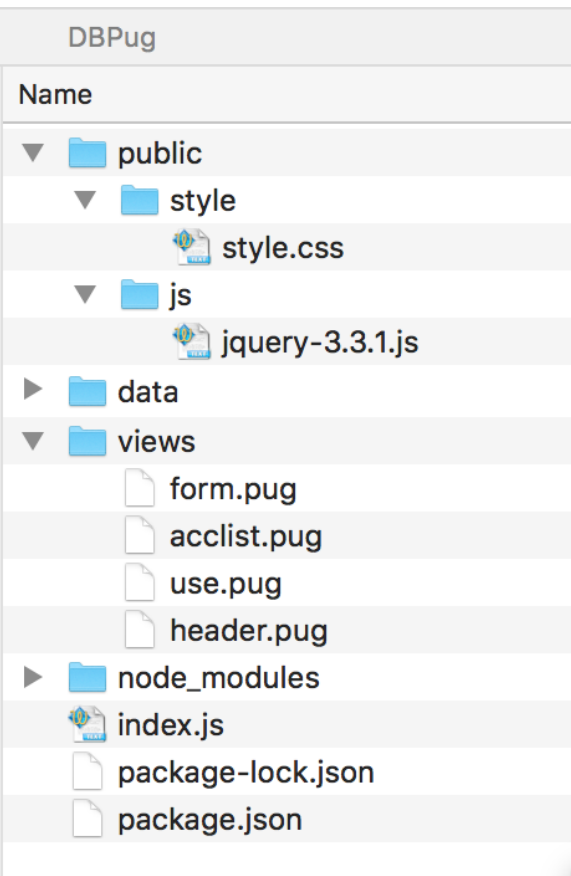 DBPug
Name
public
style
style.css
js
jquery-3.3.1.js
data
views
form.pug
acclist.pug
use.pug
header.pug
node_modules
index.js
package-lock.json
package.json